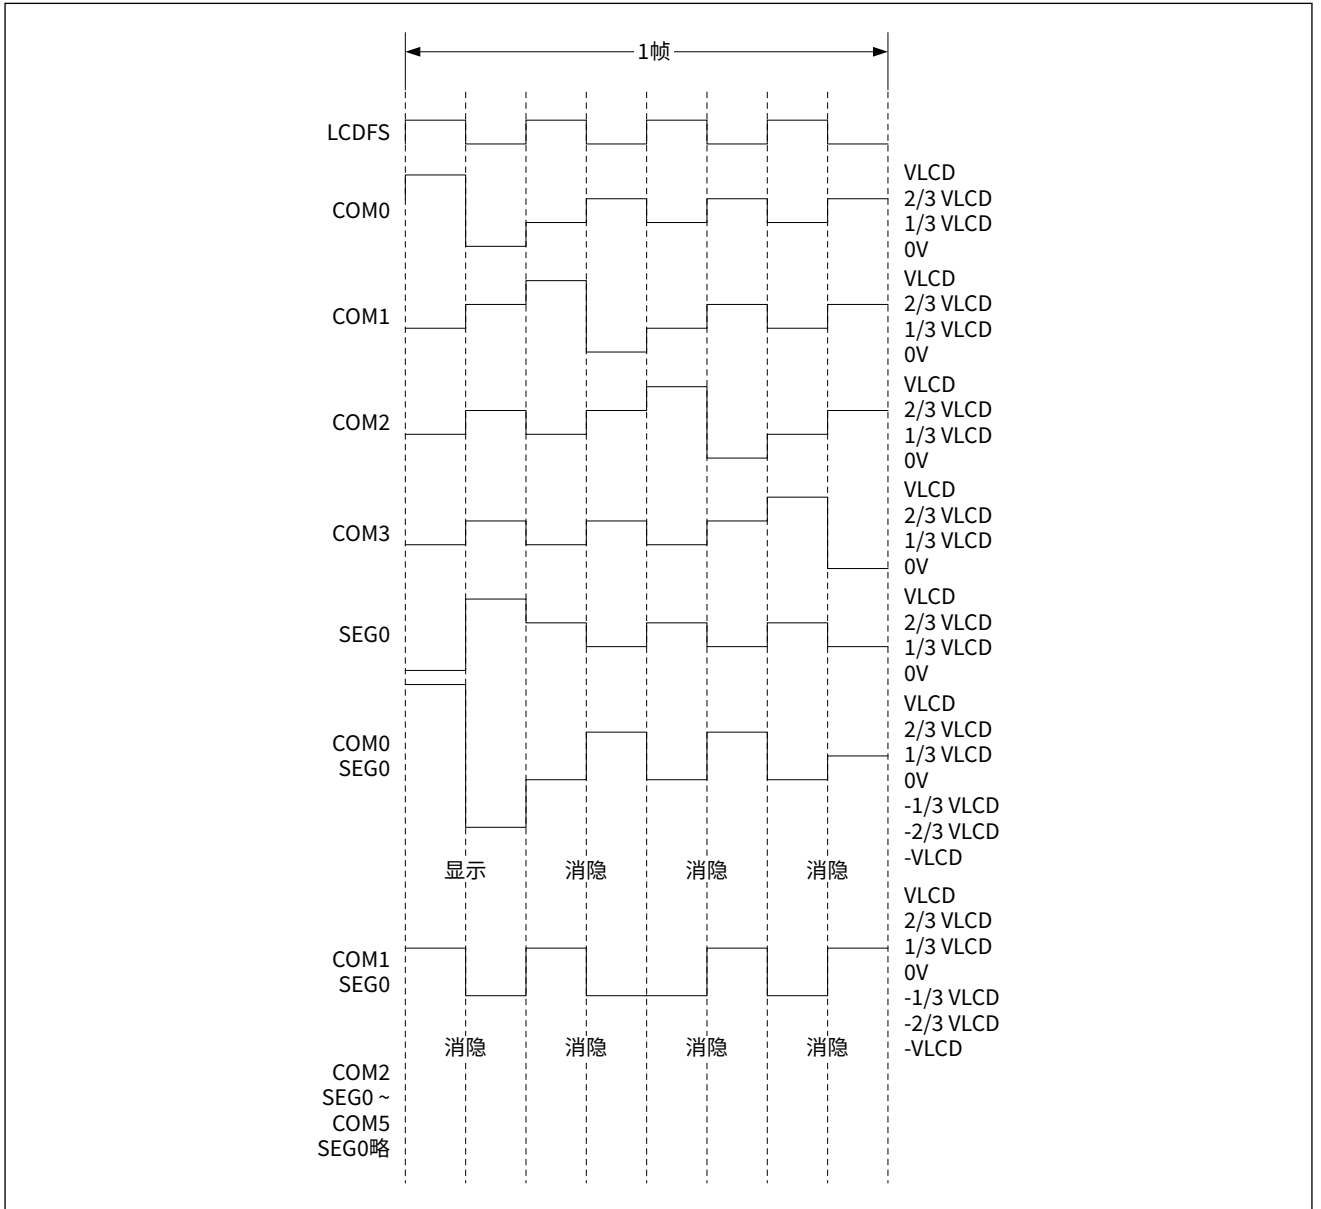 1帧
LCDFS
COM0
VLCD
2/3 VLCD
1/3 VLCD
0V
COM1
VLCD
2/3 VLCD
1/3 VLCD
0V
COM2
VLCD
2/3 VLCD
1/3 VLCD
0V
COM3
VLCD
2/3 VLCD
1/3 VLCD
0V
SEG0
VLCD
2/3 VLCD
1/3 VLCD
0V
COM0
SEG0
VLCD
2/3 VLCD
1/3 VLCD
0V
-1/3 VLCD
-2/3 VLCD
-VLCD
显示 消隐 消隐 消隐
COM1
SEG0
VLCD
2/3 VLCD
1/3 VLCD
0V
-1/3 VLCD
-2/3 VLCD
-VLCD
消隐 消隐 消隐 消隐
COM2
SEG0 ~
COM5
SEG0略